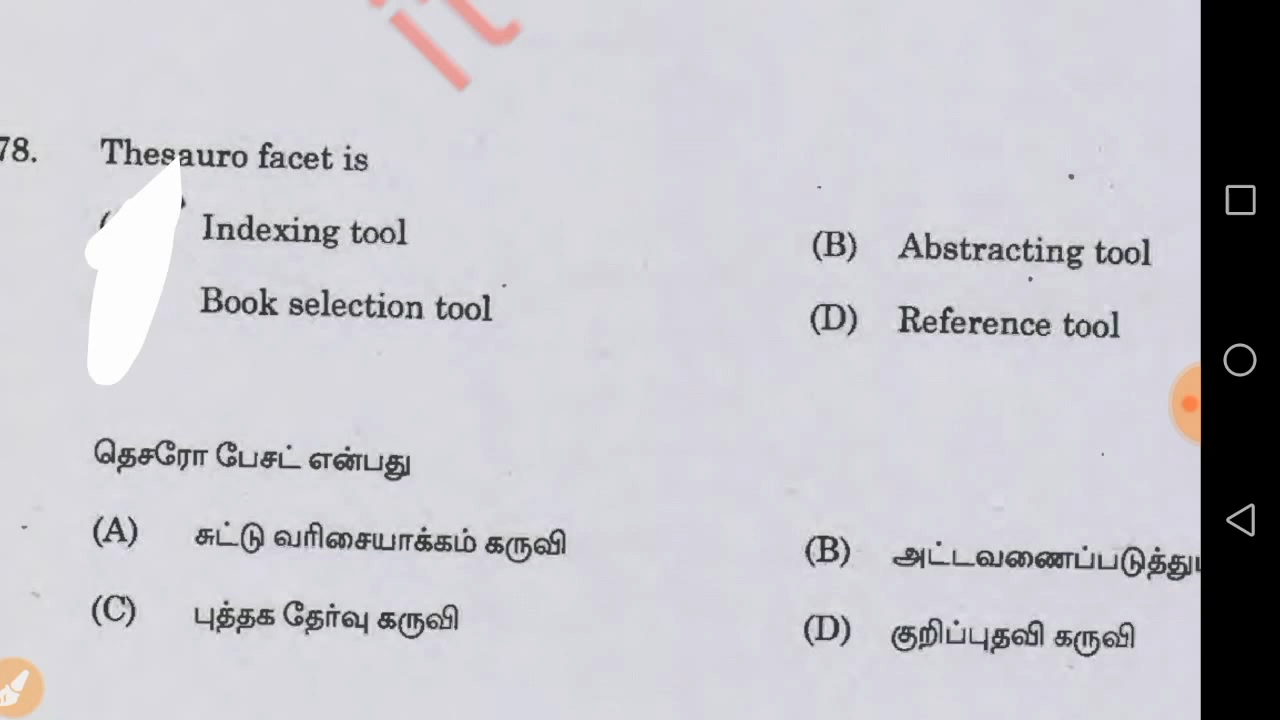 it
78. Thesauro facet is
( Indexing tool (B) Abstracting tool
Book selection tool (D) Reference tool
தெசரோ பேசட் என்பது
(A) சுட்டு வரிசையாக்கம் கருவி (B) அட்டவணைப்படுத்து
(C) புத்தக தேர்வு கருவி (D) குறிப்புதவி கருவி